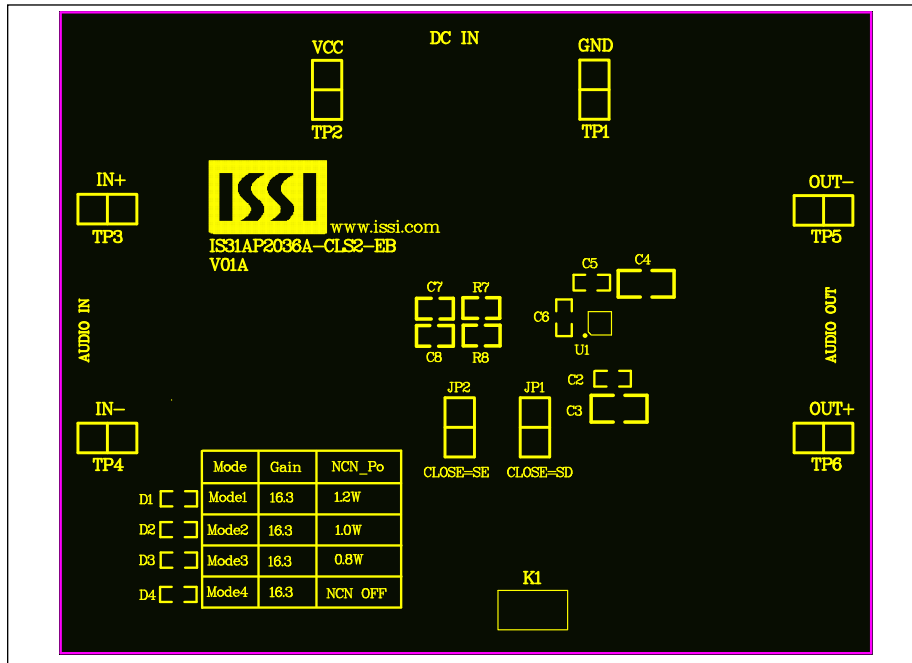 DC IN
VCC
GND
TP2
TP1
IN+
TP3
ISSI
www.issi.com
IS31AP2036A-CLS2-EB
V01A
OUT-
TP5
AUDIO IN
C7
R7
C8
R8
C5
C4
C6
U1
AUDIO OUT
C2
C3
JP2
JP1
CLOSE=SE
CLOSE=SD
IN-
TP4
OUT+
TP6
Mode Gain NCN_Po
D1 Mode1 16.3 1.2W
D2 Mode2 16.3 1.0W
D3 Mode3 16.3 0.8W
D4 Mode4 16.3 NCN OFF
K1